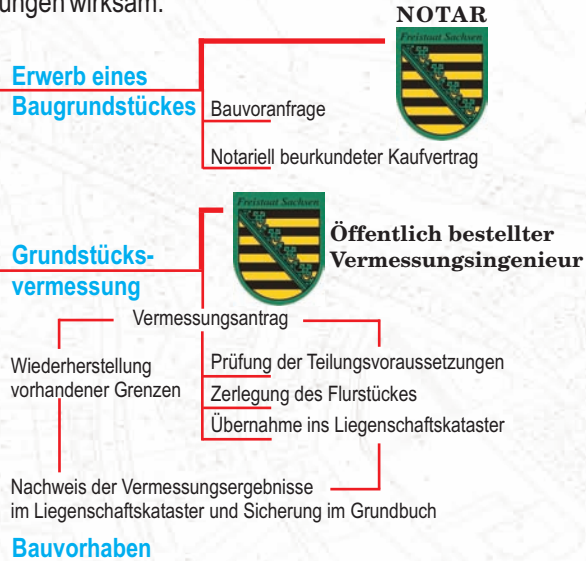 ungen wirksam.
NOTAR
Freistaat Sachsen
Erwerb eines
Baugrundstückes
Bauvoranfrage
Notariell beurkundeter Kaufvertrag
Freistaat Sachsen
Öffentlich bestellter
Vermessungsingenieur
Grundstücks-
vermessung
Vermessungsantrag
Wiederherstellung
vorhandener Grenzen
Prüfung der Teilungsvoraussetzungen
Zerlegung des Flurstückes
Übernahme ins Liegenschaftskataster
Nachweis der Vermessungsergebnisse
im Liegenschaftskataster und Sicherung im Grundbuch
Bauvorhaben